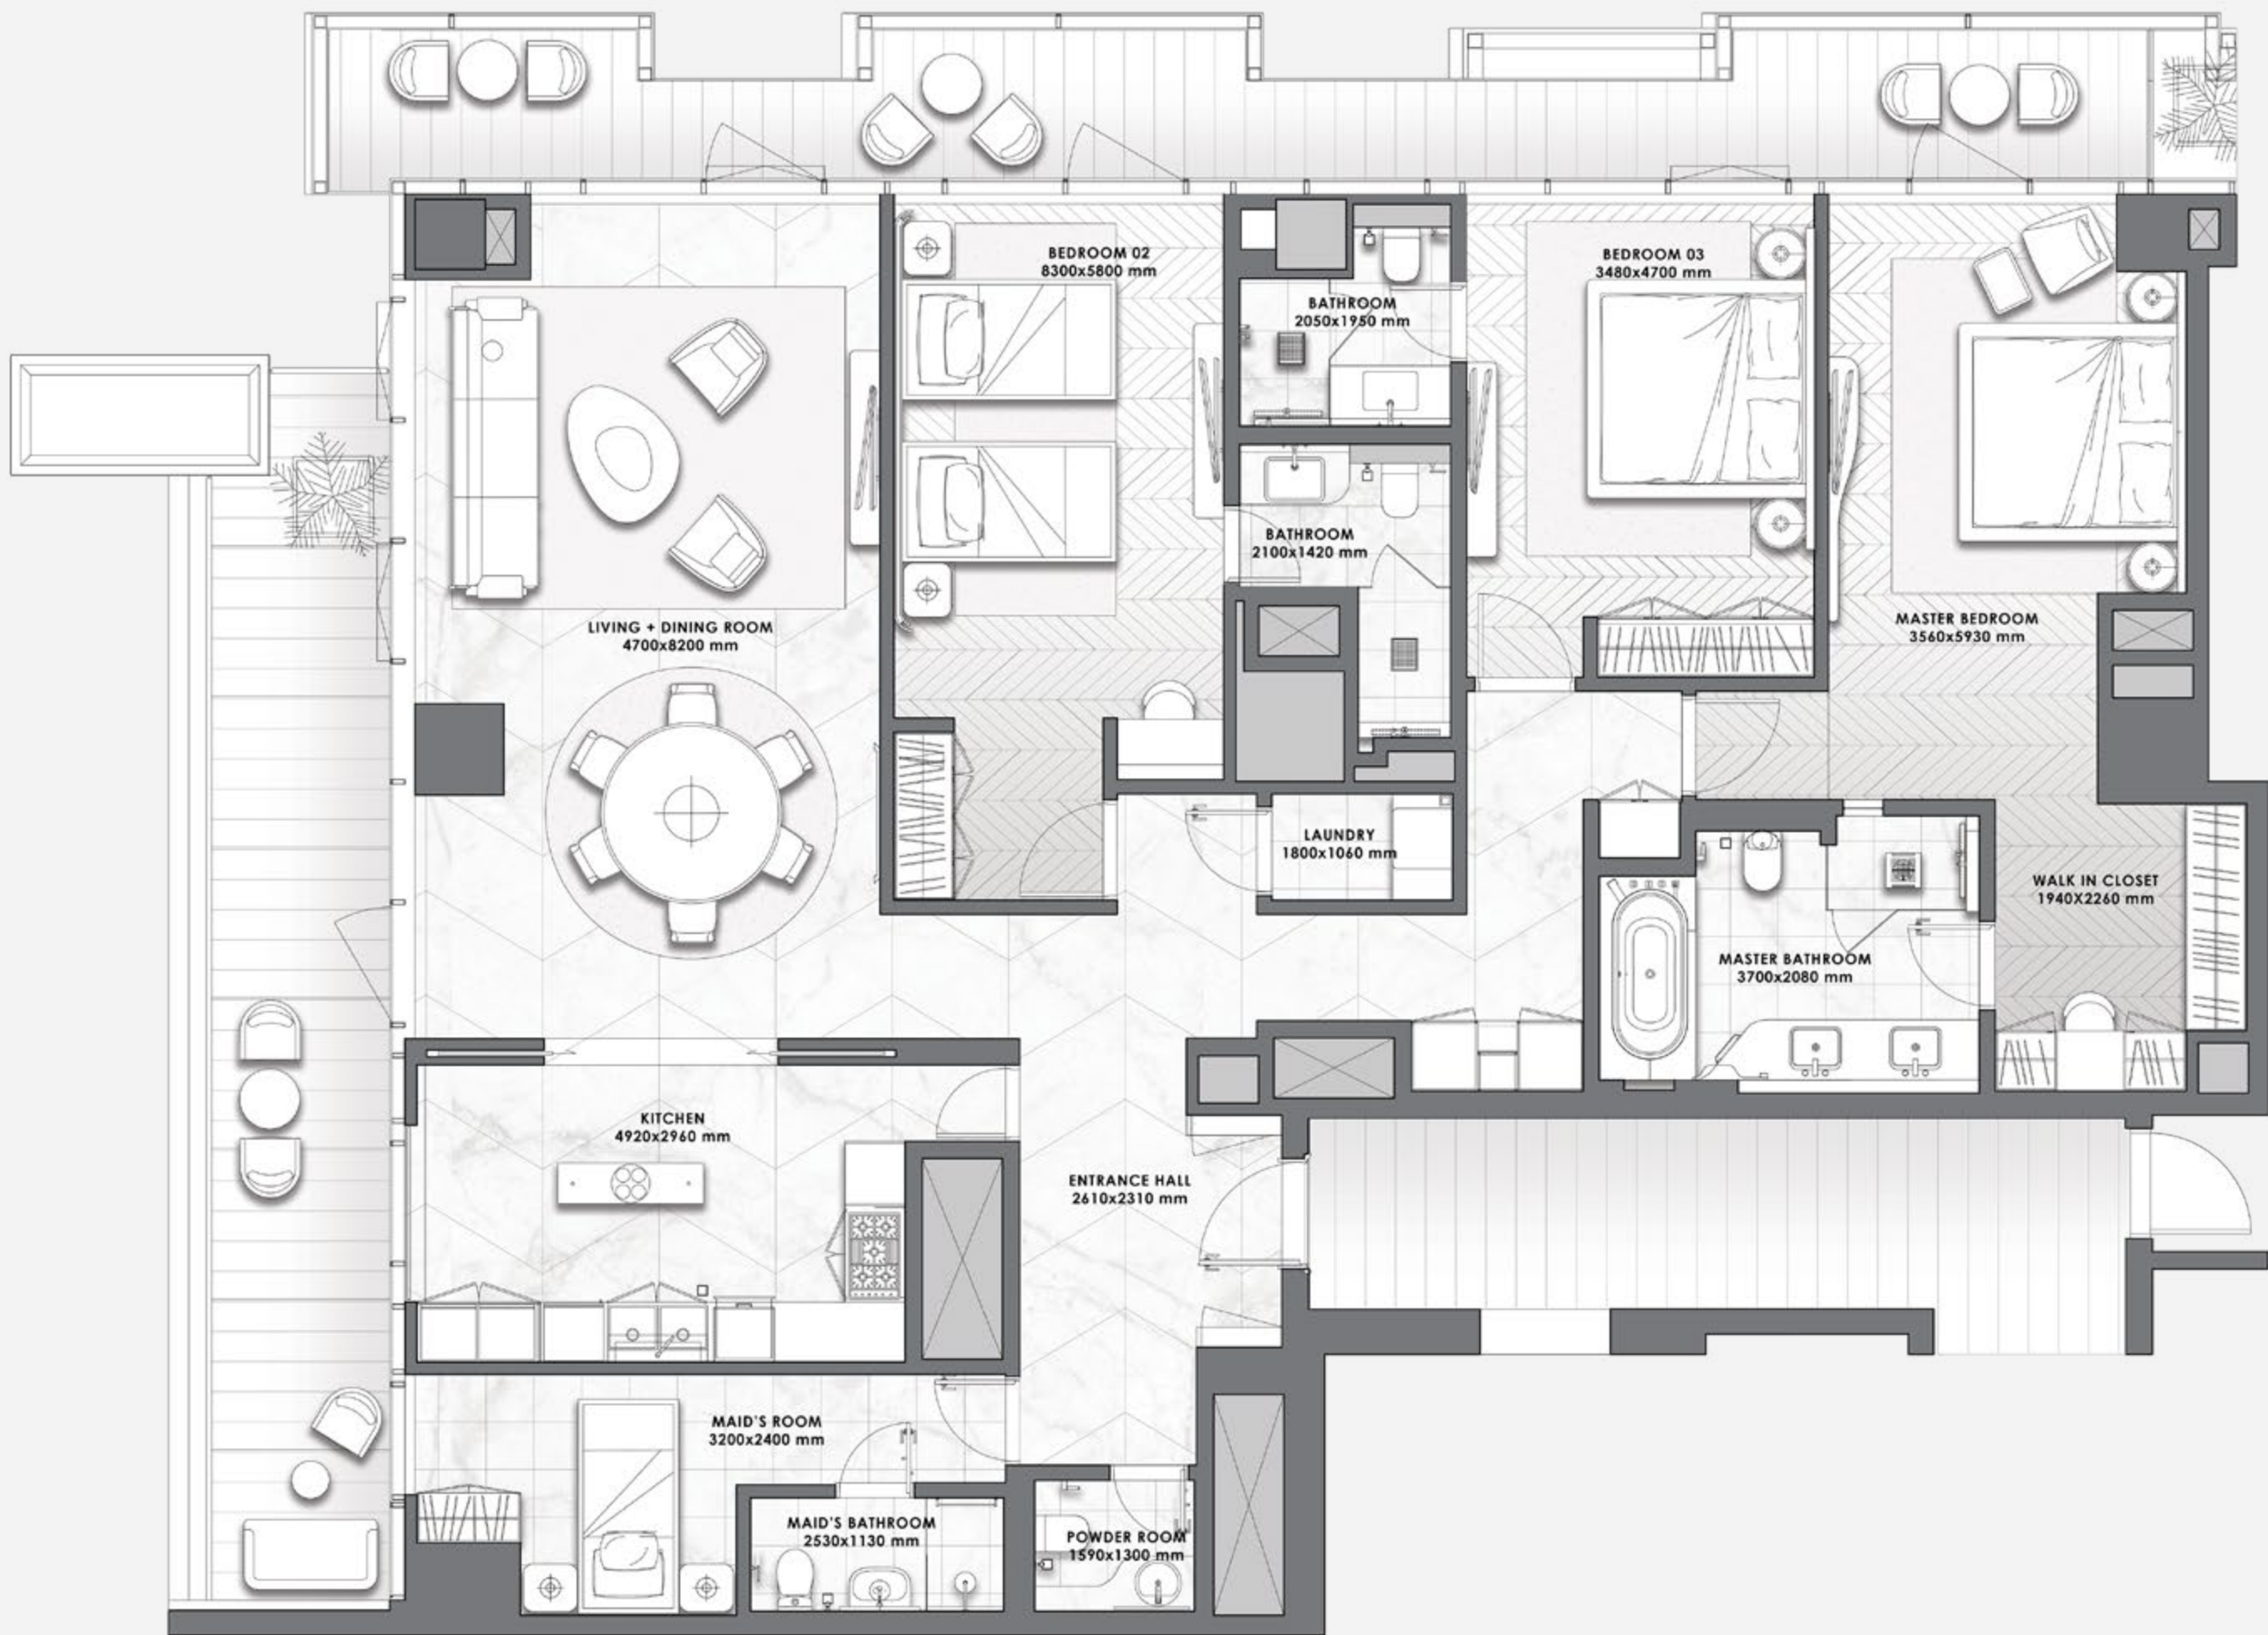 BEDROOM 02
8300x5800 mm
BEDROOM 03
3480x4700 mm
BATHROOM
2050x1950 mm
BATHROOM
2100x1420 mm
LIVING + DINING ROOM
4700x8200 mm
MASTER BEDROOM
3560x5930 mm
LAUNDRY
1800x1060 mm
WALK IN CLOSET
1940X2260 mm
MASTER BATHROOM
3700x2080 mm
KITCHEN
4920x2960 mm
ENTRANCE HALL
2610x2310 mm
MAID'S ROOM
3200x2400 mm
MAID'S BATHROOM
2530x1130 mm
POWDER ROOM
1590x1300 mm